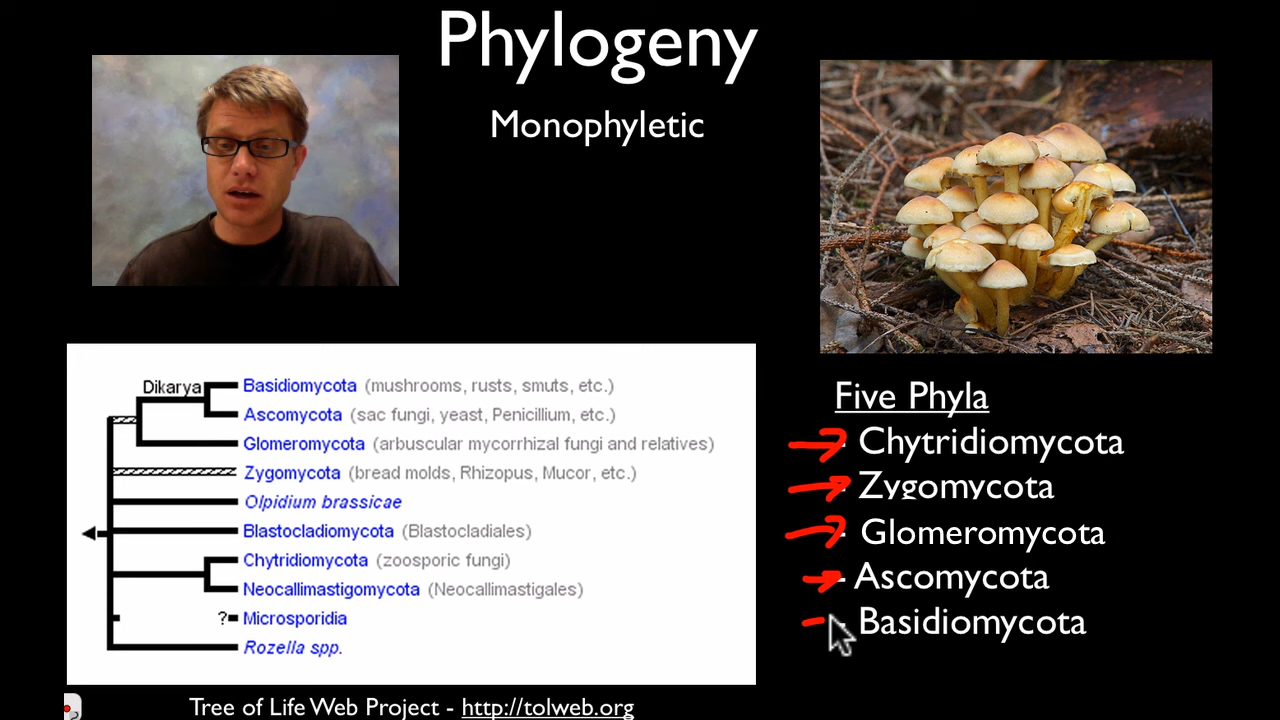 Phylogeny
Monophyletic
Dikarya
Basidiomycota (mushrooms, rusts, smuts, etc.)
Ascomycota (sac fungi, yeast, Penicillium, etc.)
Glomeromycota (arbuscular mycorrhizal fungi and relatives)
Zygomycota (bread molds, Rhizopus, Mucor, etc.)
Olpidium brassicae
Blastocladiomycota (Blastocladiales)
Chytridiomycota (zoosporic fungi)
Neocallimastigomycota (Neocallimastigales)
? Microsporidia
Rozella spp.
Five Phyla
- Chytridiomycota
- Zygomycota
- Glomeromycota
- Ascomycota
- Basidiomycota
Tree of Life Web Project - http://tolweb.org